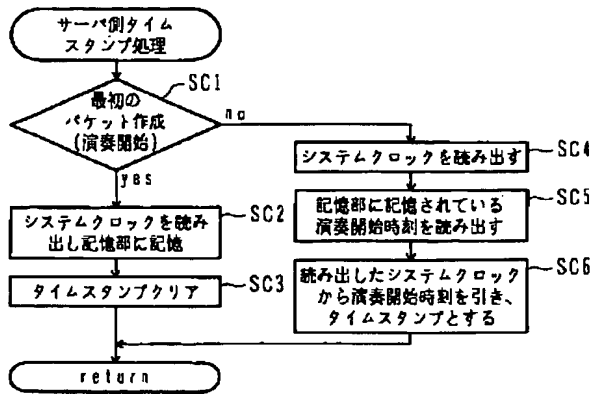 サーバ側タイム
スタンプ処理
SC1
最初の
パケット作成
(演奏開始)
no
yes
システムクロックを読み
出し記憶部に記憶
SC2
タイムスタンプクリア
SC3
システムクロックを読み出す
SC4
記憶部に記憶されている
演奏開始時刻を読み出す
SC5
読み出したシステムクロック
から演奏開始時刻を引き、
タイムスタンプとする
SC6
return